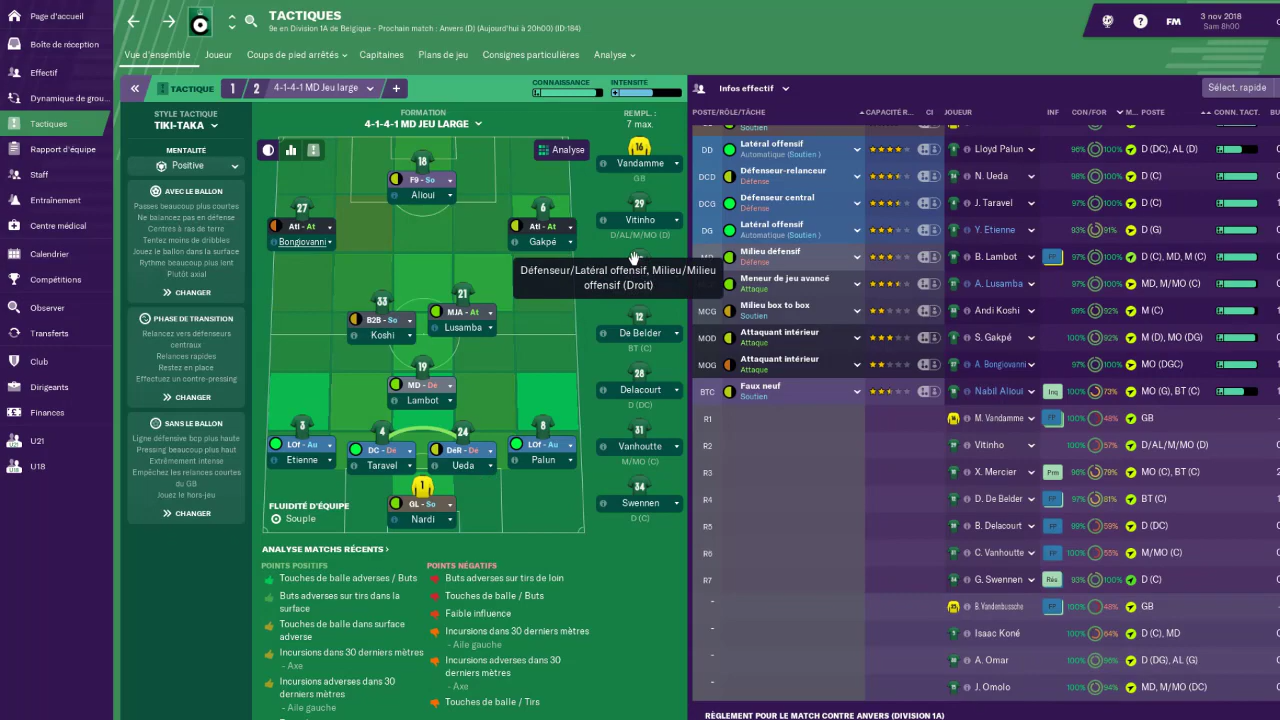 Page d'accueil
Boîte de réception
Effectif
Dynamique de grou...
Tactiques
Rapport d'équipe
Staff
Entraînement
Centre médical
Calendrier
Compétitions
Observer
Transferts
Club
Dirigeants
Finances
U21
U18
TACTIQUES
9e en Division 1A de Belgique - Prochain match : Anvers (D) (Aujourd'hui à 20h00) (ID:184)
FM
3 nov 2018
Sam 8h00
Vue d'ensemble
Joueur
Coups de pied arrêtés
Capitaines
Plans de jeu
Consignes particulières
Analyse
TACTIQUE
1
2
4-1-4-1 MD Jeu large
CONNAISSANCE
INTENSITÉ
STYLE TACTIQUE
TIKI-TAKA
MENTALITÉ
Positive
AVEC LE BALLON
Passes beaucoup plus courtes
Ne balancez pas en défense
Centres à ras de terre
Tentez moins de dribbles
Jouez le ballon dans la surface
Rythme beaucoup plus lent
Plutôt axial
CHANGER
PHASE DE TRANSITION
Relancez vers défenseurs
centraux
Relances rapides
Restez en place
Effectuez un contre-pressing
CHANGER
SANS LE BALLON
Ligne défensive bcp plus haute
Pressing beaucoup plus haut
Extrêmement intense
Empêchez les relances courtes
du GB
Jouez le hors-jeu
CHANGER
FORMATION
4-1-4-1 MD JEU LARGE
Analyse
18
F9 - So
Alioui
27
AtI - At
Bongiovanni
6
AtI - At
Gakpé
33
B2B - So
Koshi
21
MJA - At
Lusamba
19
MD - Dé
Lambot
3
LOf - Au
Etienne
4
DC - Dé
Taravel
24
DeR - Dé
Ueda
8
LOf - Au
Palun
1
GL - So
Nardi
FLUIDITÉ D'ÉQUIPE
Souple
REMPL. :
7 max.
16
Vandamme
GB
29
Vitinho
D/AL/M/MO (D)
Défenseur/Latéral offensif, Milieu/Milieu
offensif (Droit)
12
De Belder
BT (C)
28
Delacourt
D (DC)
31
Vanhoutte
M/MO (C)
34
Swennen
D (C)
ANALYSE MATCHS RÉCENTS >
POINTS POSITIFS
Touches de balle adverses / Buts
Buts adverses sur tirs dans la
surface
Touches de balle dans surface
adverse
Incursions dans 30 derniers mètres
- Axe
Incursions adverses dans 30
derniers mètres
- Aile gauche
POINTS NÉGATIFS
Buts adverses sur tirs de loin
Touches de balle / Buts
Faible influence
Incursions dans 30 derniers mètres
- Aile gauche
Incursions adverses dans 30
derniers mètres
- Axe
Touches de balle / Tirs
Infos effectif
Sélect. rapide
POSTE/RÔLE/TÂCHE
CAPACITÉ R...
CI
JOUEUR
INF
CON/FOR
M...
POSTE
CONN. TACT.
BU
Soutien
DD Latéral offensif Lloyd Palun 98% 100% D (DC), AL (D)
Automatique (Soutien )
DCD Défenseur-relanceur N. Ueda 96% 100% D (C)
Défense
DCG Défenseur central J. Taravel 98% 100% D (C)
Défense
DG Latéral offensif Y. Etienne 93% 91% D (G)
Automatique (Soutien )
Milieu défensif B. Lambot FP 97% 100% D, MD, M (C)
Défense
Meneur de jeu avancé A. Lusamba 97% 100% MD, M/MO (C)
Attaque
MCG Milieu box to box Andi Koshi 99% 92% M (C)
Soutien
MOD Attaquant intérieur S. Gakpé 100% 92% M (D), MO (DG)
Attaque
MOG Attaquant intérieur A. Bongiovanni 100% MO (DGC)
Attaque
BTC Faux neuf Nabil Alioui Inq 100% 73% MO (G), BT (C)
Soutien
R1 M. Vandamme FP 100% 48% GB
R2 Vitinho 100% 57% D/AL/M/MO (D)
R3 X. Mercier Prm 96% 79% MO (C), BT (C)
R4 D. De Belder FP 97% 81% BT (C)
R5 B. Delacourt FP 99% 59% D (DC)
R6 C. Vanhoutte FP 100% 55% M/MO (C)
R7 G. Swennen Rés 93% 100% D (C)
- B. Vandenbussche FP 100% 48% GB
- Isaac Koné 100% 64% D (C), MD
- A. Omar 100% 96% D (DG), AL (G)
- J. Omolo 100% 94% MD, M/MO (DC)
RÈGLEMENT POUR LE MATCH CONTRE ANVERS (DIVISION 1A)